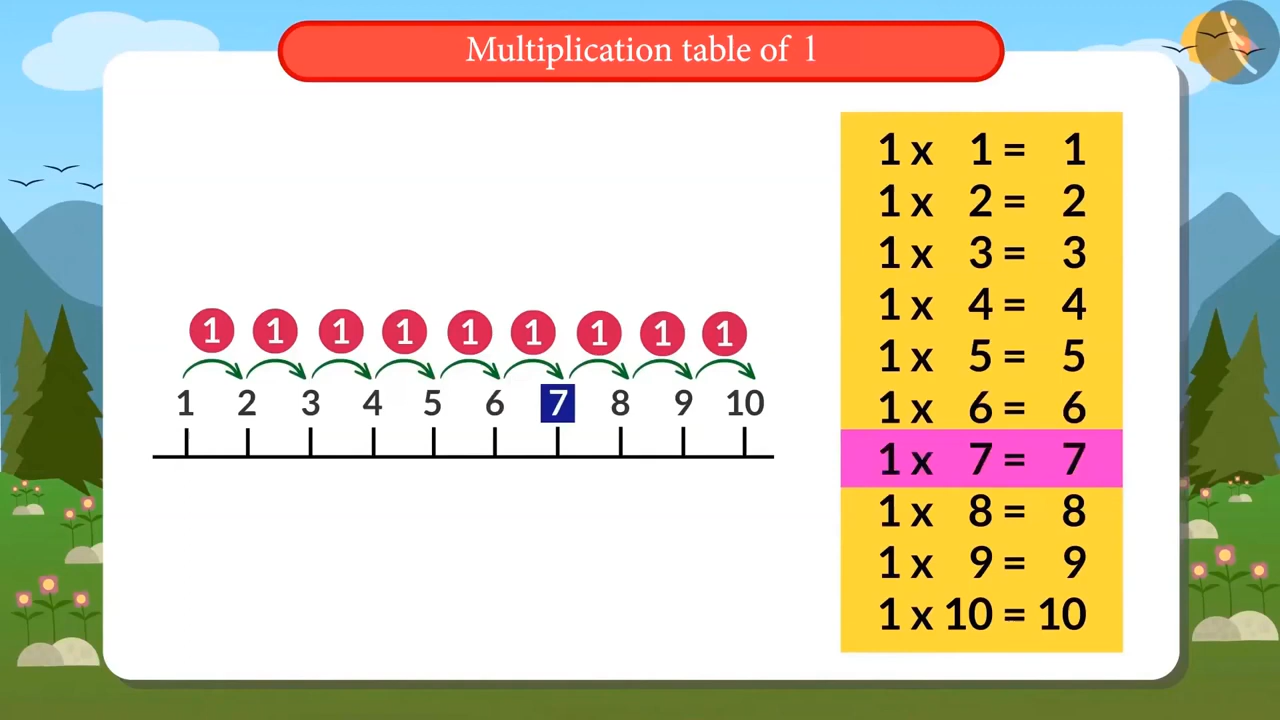 Multiplication table of 1
1 1 1 1 1 1 1 1 1
1 2 3 4 5 6 7 8 9 10
1 x 1 = 1
1 x 2 = 2
1 x 3 = 3
1 x 4 = 4
1 x 5 = 5
1 x 6 = 6
1 x 7 = 7
1 x 8 = 8
1 x 9 = 9
1 x 10 = 10